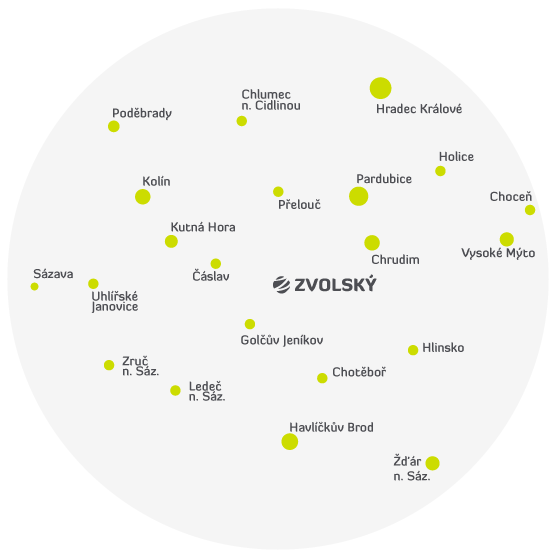 Chlumec
n. Cidlinou
Hradec Králové
Poděbrady
Holice
Kolín
Pardubice
Choceň
Přelouč
Kutná Hora
Vysoké Mýto
Chrudim
Čáslav
Sázava
ZVOLSKÝ
Uhlířské
Janovice
Golčův Jeníkov
Hlinsko
Zruč
n. Sáz.
Chotěboř
Ledeč
n. Sáz.
Havlíčkův Brod
Žďár
n. Sáz.